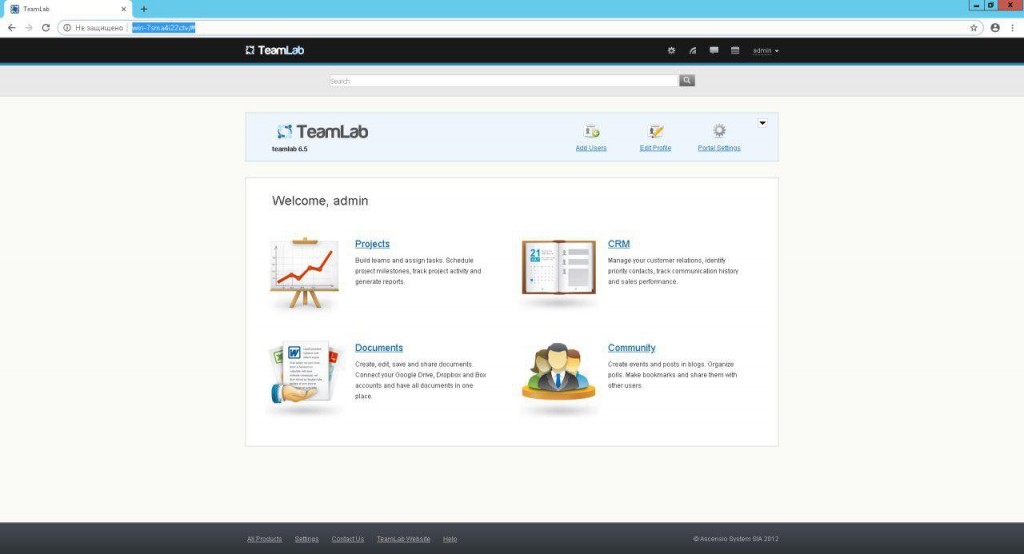 TeamLab
Не защищено
win-7sma4i22ctv/#
TeamLab
admin
Search
TeamLab
teamlab 6.5
Add Users
Edit Profile
Portal Settings
Welcome, admin
Projects
Build teams and assign tasks. Schedule
project milestones, track project activity and
generate reports.
CRM
21
Manage your customer relations, identify
priority contacts, track communication history
and sales performance.
Documents
W
Create, edit, save and share documents.
Connect your Google Drive, Dropbox and Box
accounts and have all documents in one
place.
Community
Create events and posts in blogs. Organize
polls. Make bookmarks and share them with
other users.
All Products
Settings
Contact Us
TeamLab Website
Help
© Ascensio System SIA 2012